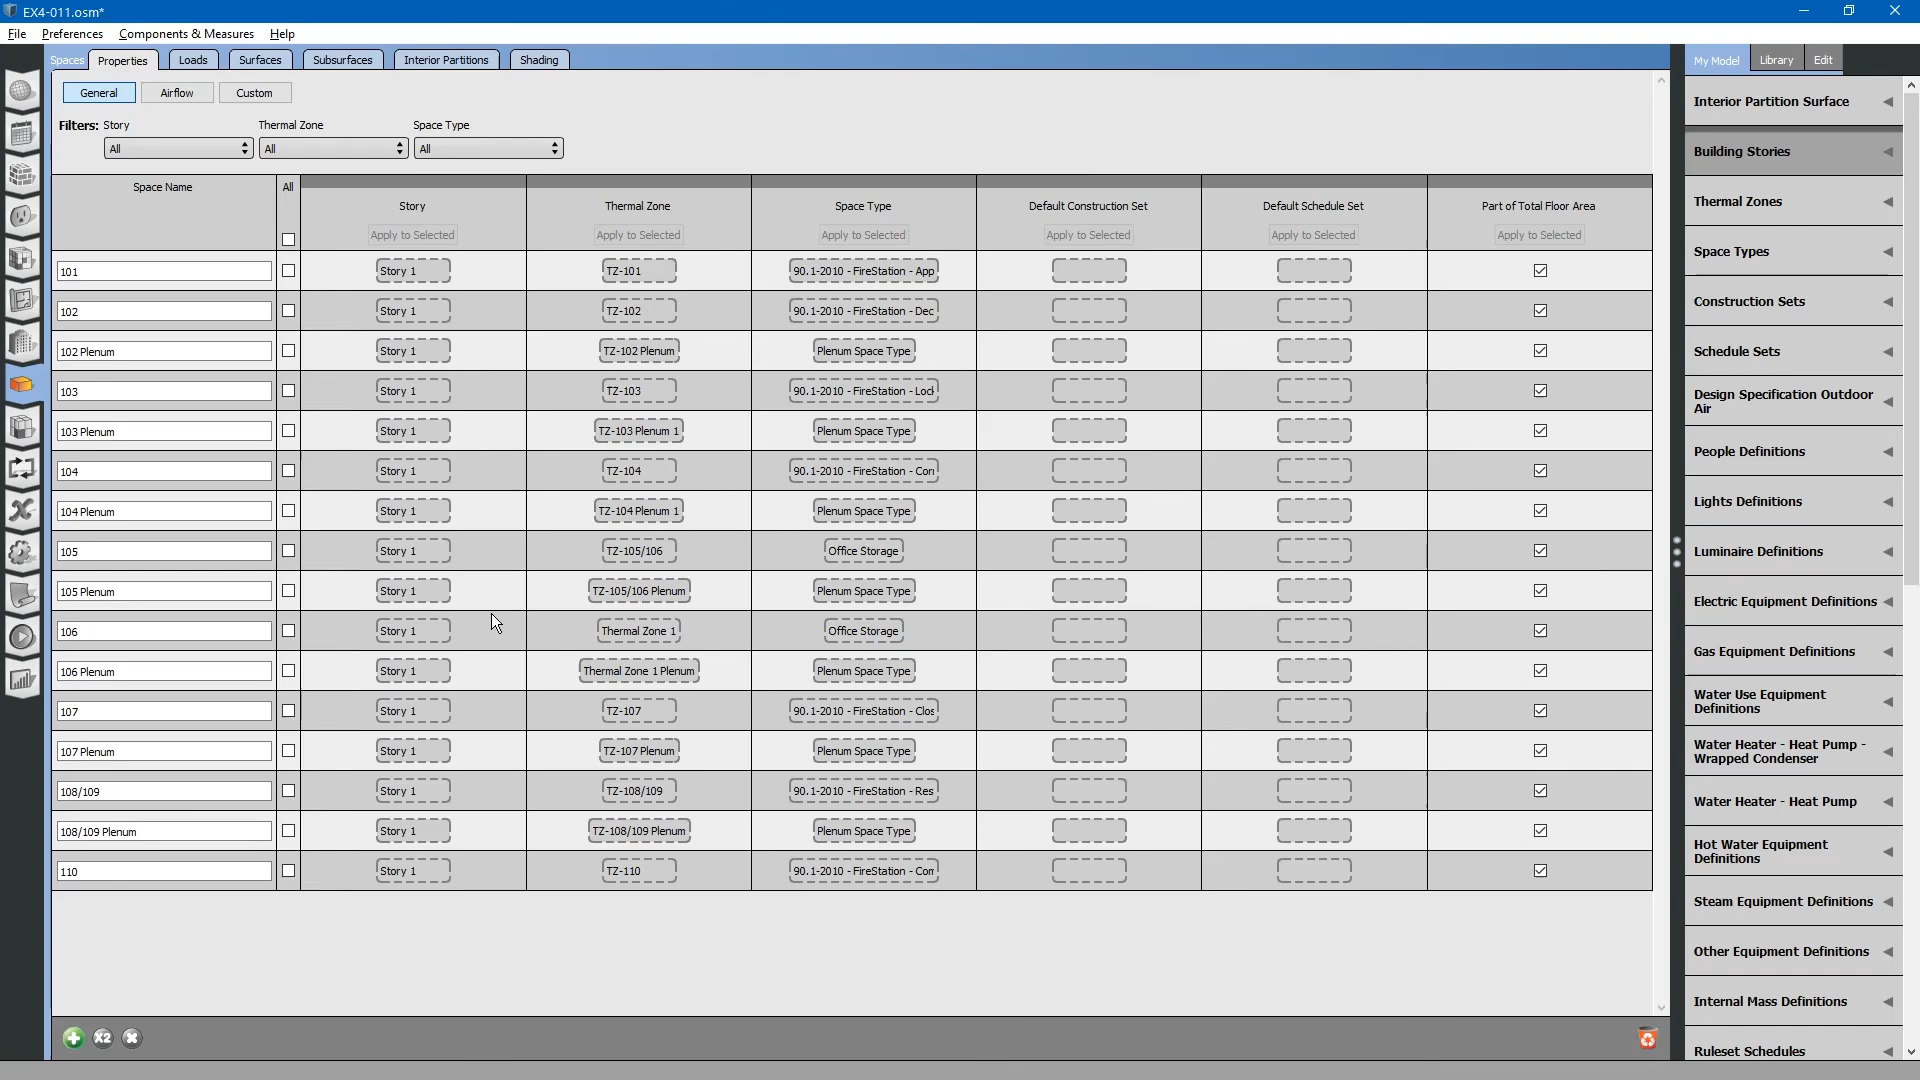 EX4-011.osm*
File Preferences Components & Measures Help
Spaces Properties Loads Surfaces Subsurfaces Interior Partitions Shading
My Model Library Edit
General Airflow Custom
Filters: Story Thermal Zone Space Type
All All All
Space Name All Story Thermal Zone Space Type Default Construction Set Default Schedule Set Part of Total Floor Area
Apply to Selected Apply to Selected Apply to Selected Apply to Selected Apply to Selected Apply to Selected
101 Story 1 TZ-101 90.1-2010 - FireStation - App
102 Story 1 TZ-102 90.1-2010 - FireStation - Dec
102 Plenum Story 1 TZ-102 Plenum Plenum Space Type
103 Story 1 TZ-103 90.1-2010 - FireStation - Lock
103 Plenum Story 1 TZ-103 Plenum 1 Plenum Space Type
104 Story 1 TZ-104 90.1-2010 - FireStation - Corr
104 Plenum Story 1 TZ-104 Plenum 1 Plenum Space Type
105 Story 1 TZ-105/106 Office Storage
105 Plenum Story 1 TZ-105/106 Plenum Plenum Space Type
106 Story 1 Thermal Zone 1 Office Storage
106 Plenum Story 1 Thermal Zone 1 Plenum Plenum Space Type
107 Story 1 TZ-107 90.1-2010 - FireStation - Clos
107 Plenum Story 1 TZ-107 Plenum Plenum Space Type
108/109 Story 1 TZ-108/109 90.1-2010 - FireStation - Res
108/109 Plenum Story 1 TZ-108/109 Plenum Plenum Space Type
110 Story 1 TZ-110 90.1-2010 - FireStation - Com
X2
Interior Partition Surface
Building Stories
Thermal Zones
Space Types
Construction Sets
Schedule Sets
Design Specification Outdoor
Air
People Definitions
Lights Definitions
Luminaire Definitions
Electric Equipment Definitions
Gas Equipment Definitions
Water Use Equipment
Definitions
Water Heater - Heat Pump -
Wrapped Condenser
Water Heater - Heat Pump
Hot Water Equipment
Definitions
Steam Equipment Definitions
Other Equipment Definitions
Internal Mass Definitions
Ruleset Schedules